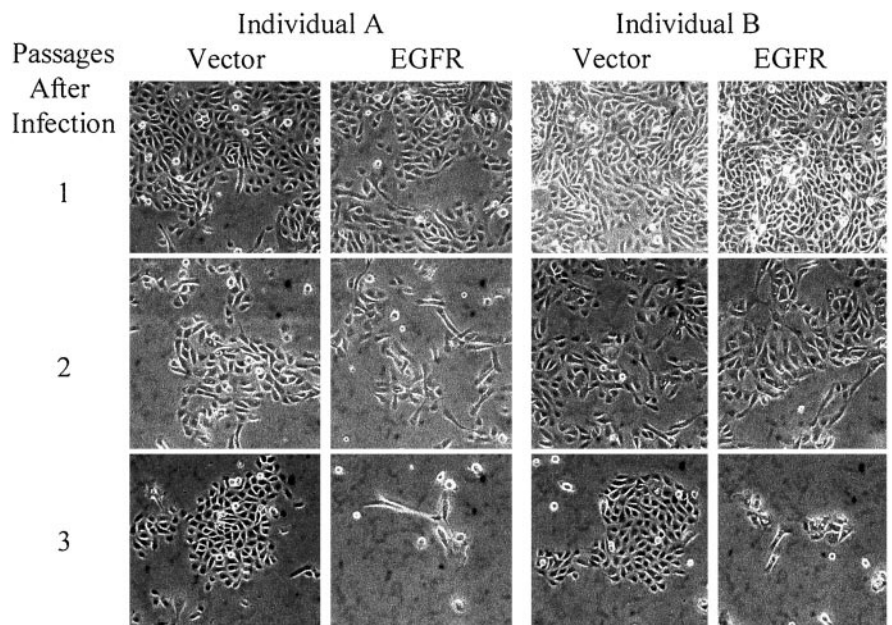 Individual A
Individual B
Passages
After
Infection
Vector
EGFR
Vector
EGFR
1
2
3